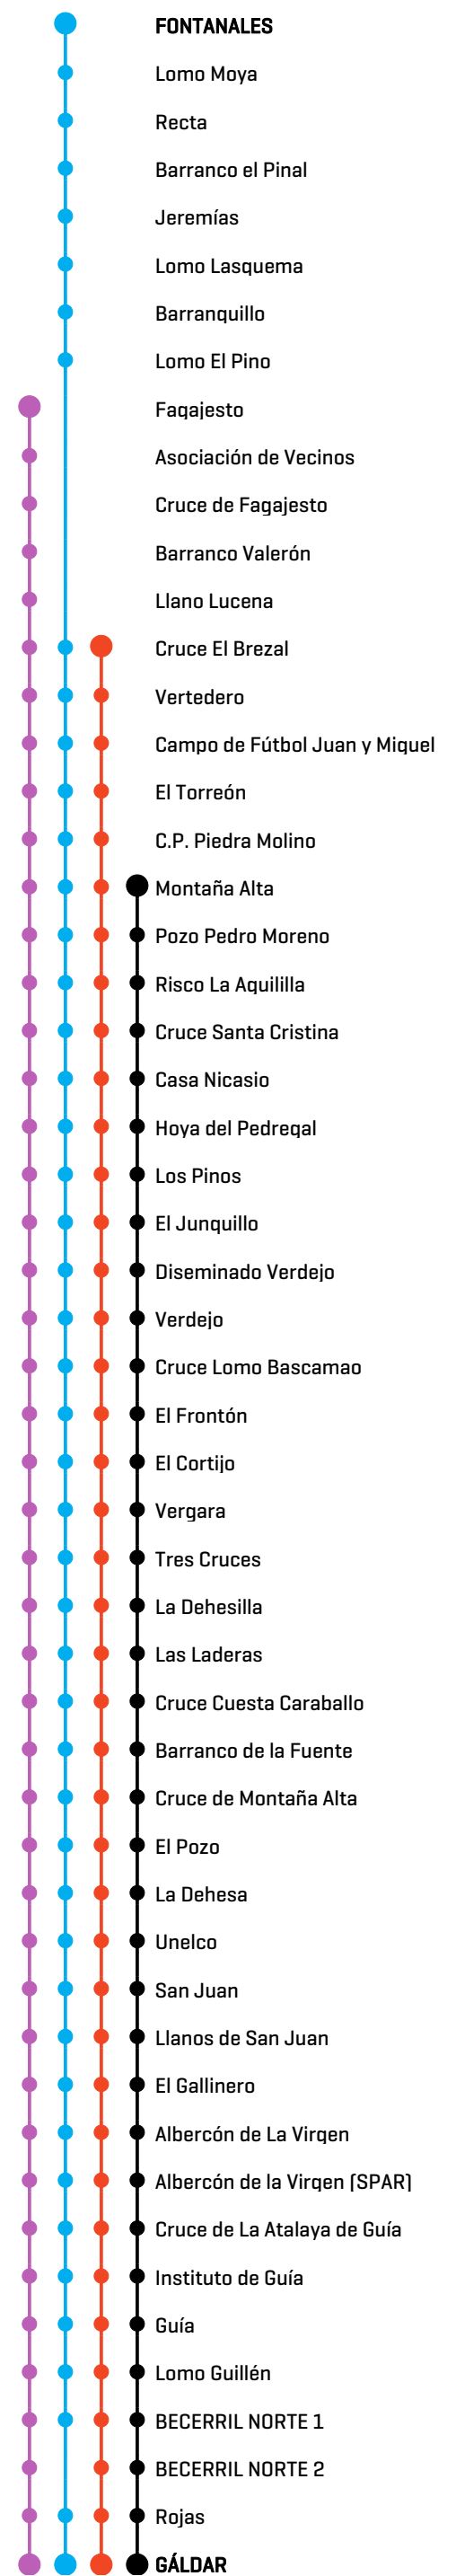 FONTANALES
Lomo Moya
Recta
Barranco el Pinal
Jeremías
Lomo Lasquema
Barranquillo
Lomo El Pino
Fagajesto
Asociación de Vecinos
Cruce de Fagajesto
Barranco Valerón
Llano Lucena
Cruce El Brezal
Vertedero
Campo de Fútbol Juan y Miguel
El Torreón
C.P. Piedra Molino
Montaña Alta
Pozo Pedro Moreno
Risco La Aguililla
Cruce Santa Cristina
Casa Nicasio
Hoya del Pedregal
Los Pinos
El Junquillo
Diseminado Verdejo
Verdejo
Cruce Lomo Bascamao
El Frontón
El Cortijo
Vergara
Tres Cruces
La Dehesilla
Las Laderas
Cruce Cuesta Caraballo
Barranco de la Fuente
Cruce de Montaña Alta
El Pozo
La Dehesa
Unelco
San Juan
Llanos de San Juan
El Gallinero
Albercón de La Virgen
Albercón de la Virgen (SPAR)
Cruce de La Atalaya de Guía
Instituto de Guía
Guía
Lomo Guillén
BECERRIL NORTE 1
BECERRIL NORTE 2
Rojas
GÁLDAR